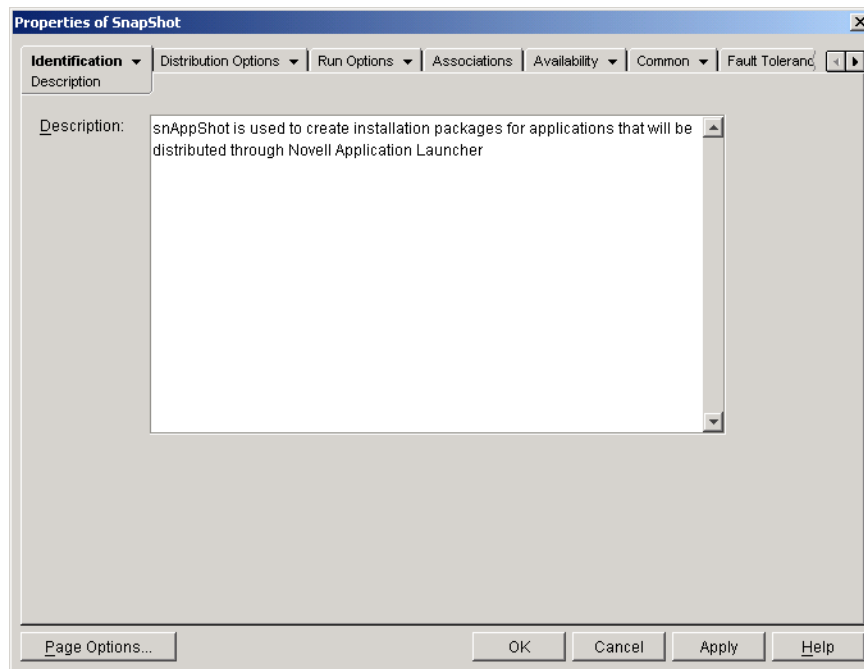 Properties of SnapShot
Identification Distribution Options Run Options Associations Availability Common Fault Toleranc
Description
Description: snAppShot is used to create installation packages for applications that will be
distributed through Novell Application Launcher
Page Options... OK Cancel Apply Help